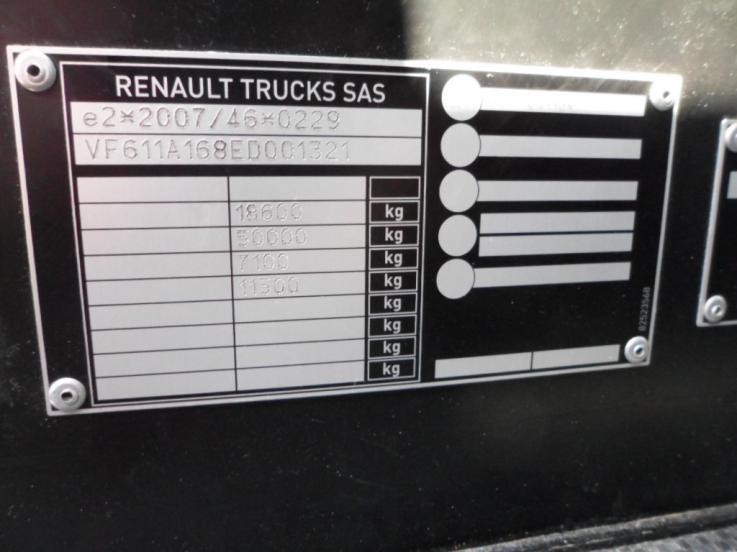 RENAULT TRUCKS SAS
e2*2007/46*0229
VF611A168ED001321
18600 kg
50000 kg
7100 kg
11500 kg
kg
kg
kg
kg
82523568